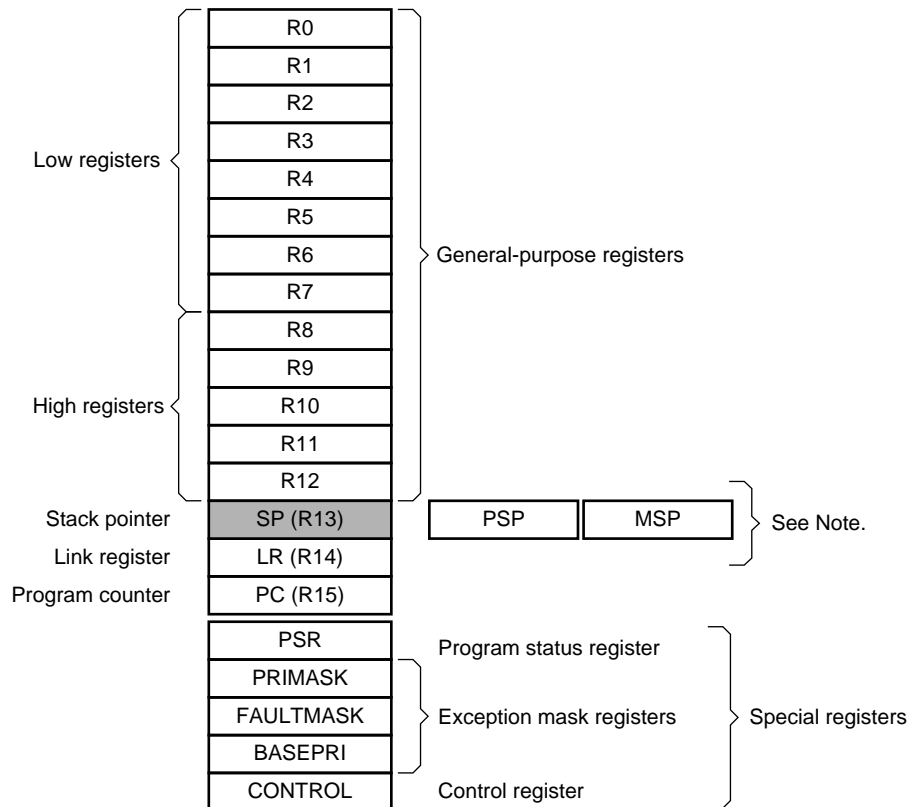 R0
R1
R2
R3
Low registers
R4
R5
R6
General-purpose registers
R7
R8
R9
High registers
R10
R11
R12
Stack pointer
SP (R13)
PSP
MSP
See Note.
Link register
LR (R14)
Program counter
PC (R15)
PSR
Program status register
PRIMASK
FAULTMASK
Exception mask registers
Special registers
BASEPRI
CONTROL
Control register